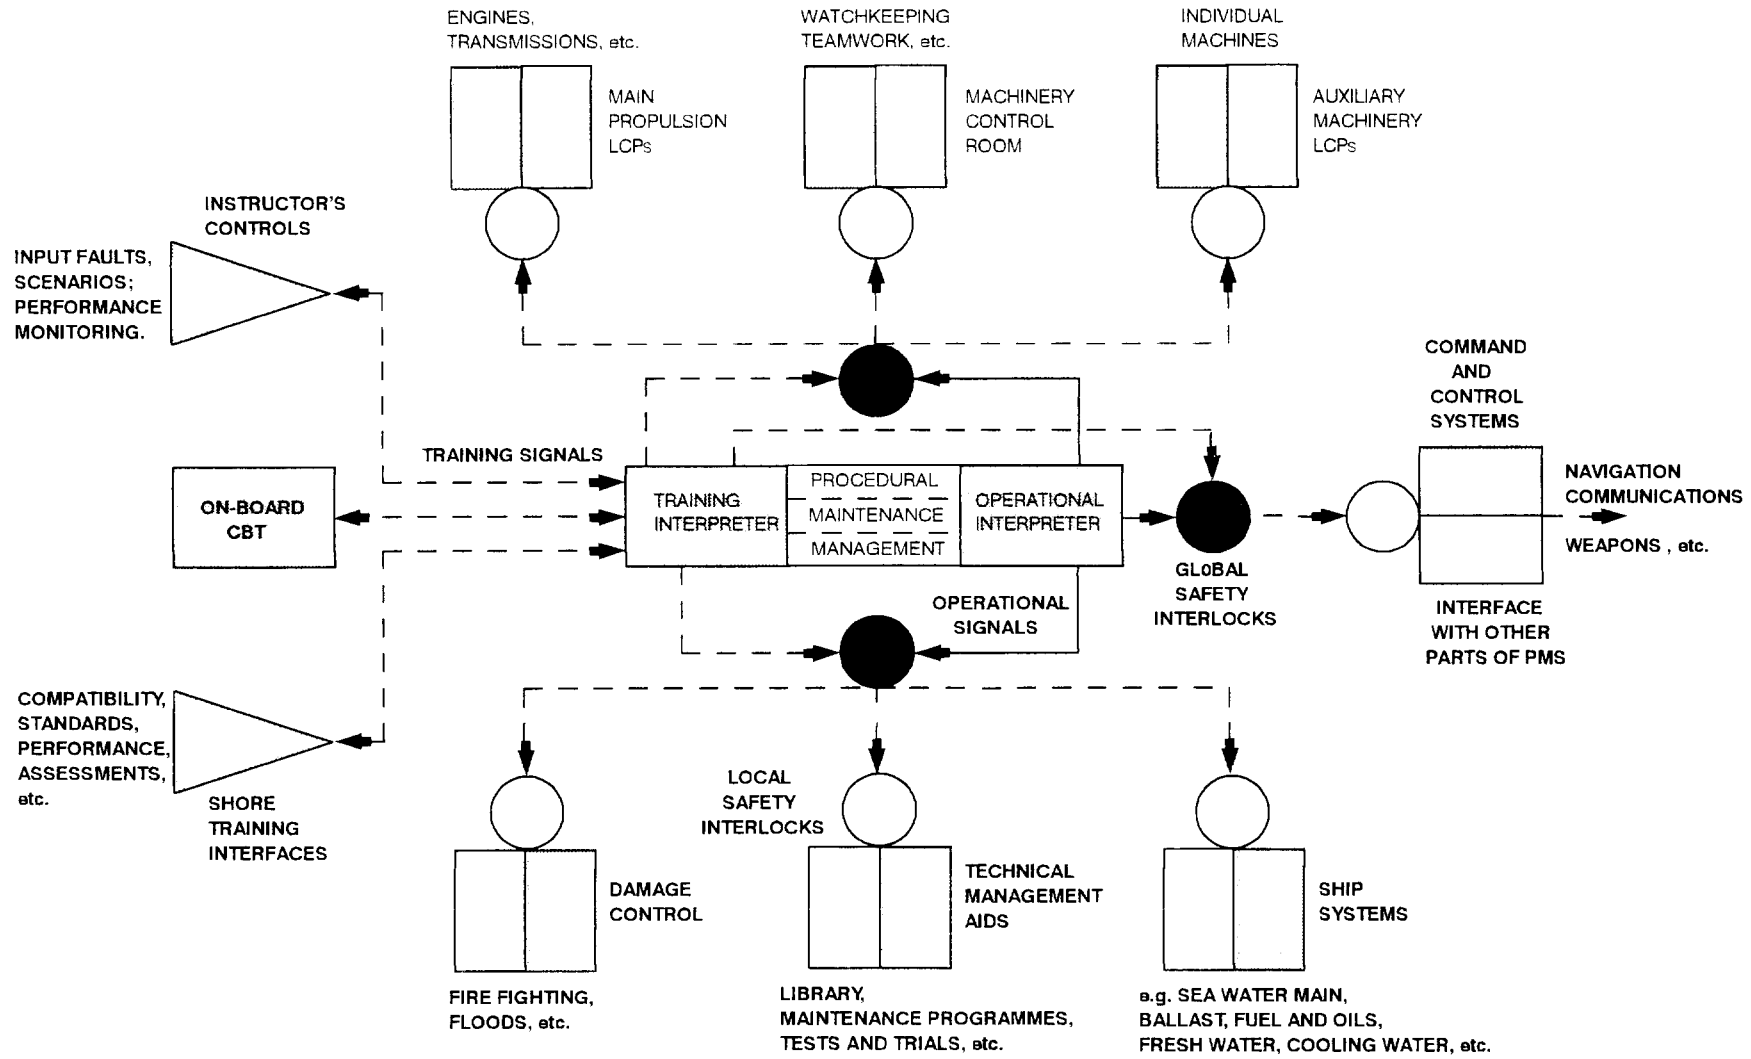 ENGINES,
TRANSMISSIONS, etc.
WATCHKEEPING
TEAMWORK, etc.
INDIVIDUAL
MACHINES
MAIN
PROPULSION
LCPs
MACHINERY
CONTROL
ROOM
AUXILIARY
MACHINERY
LCPs
INSTRUCTOR'S
CONTROLS
INPUT FAULTS,
SCENARIOS;
PERFORMANCE
MONITORING.
COMMAND
AND
CONTROL
SYSTEMS
TRAINING SIGNALS
ON-BOARD
CBT
TRAINING
INTERPRETER
PROCEDURAL
MAINTENANCE
MANAGEMENT
OPERATIONAL
INTERPRETER
NAVIGATION
COMMUNICATIONS
WEAPONS , etc.
GL0BAL
SAFETY
INTERLOCKS
OPERATIONAL
SIGNALS
INTERFACE
WITH OTHER
PARTS OF PMS
COMPATIBILITY,
STANDARDS,
PERFORMANCE,
ASSESSMENTS,
etc.
SHORE
TRAINING
INTERFACES
LOCAL
SAFETY
INTERLOCKS
DAMAGE
CONTROL
TECHNICAL
MANAGEMENT
AIDS
SHIP
SYSTEMS
FIRE FIGHTING,
FLOODS, etc.
LIBRARY,
MAINTENANCE PROGRAMMES,
TESTS AND TRIALS, etc.
e.g. SEA WATER MAIN,
BALLAST, FUEL AND OILS,
FRESH WATER, COOLING WATER, etc.